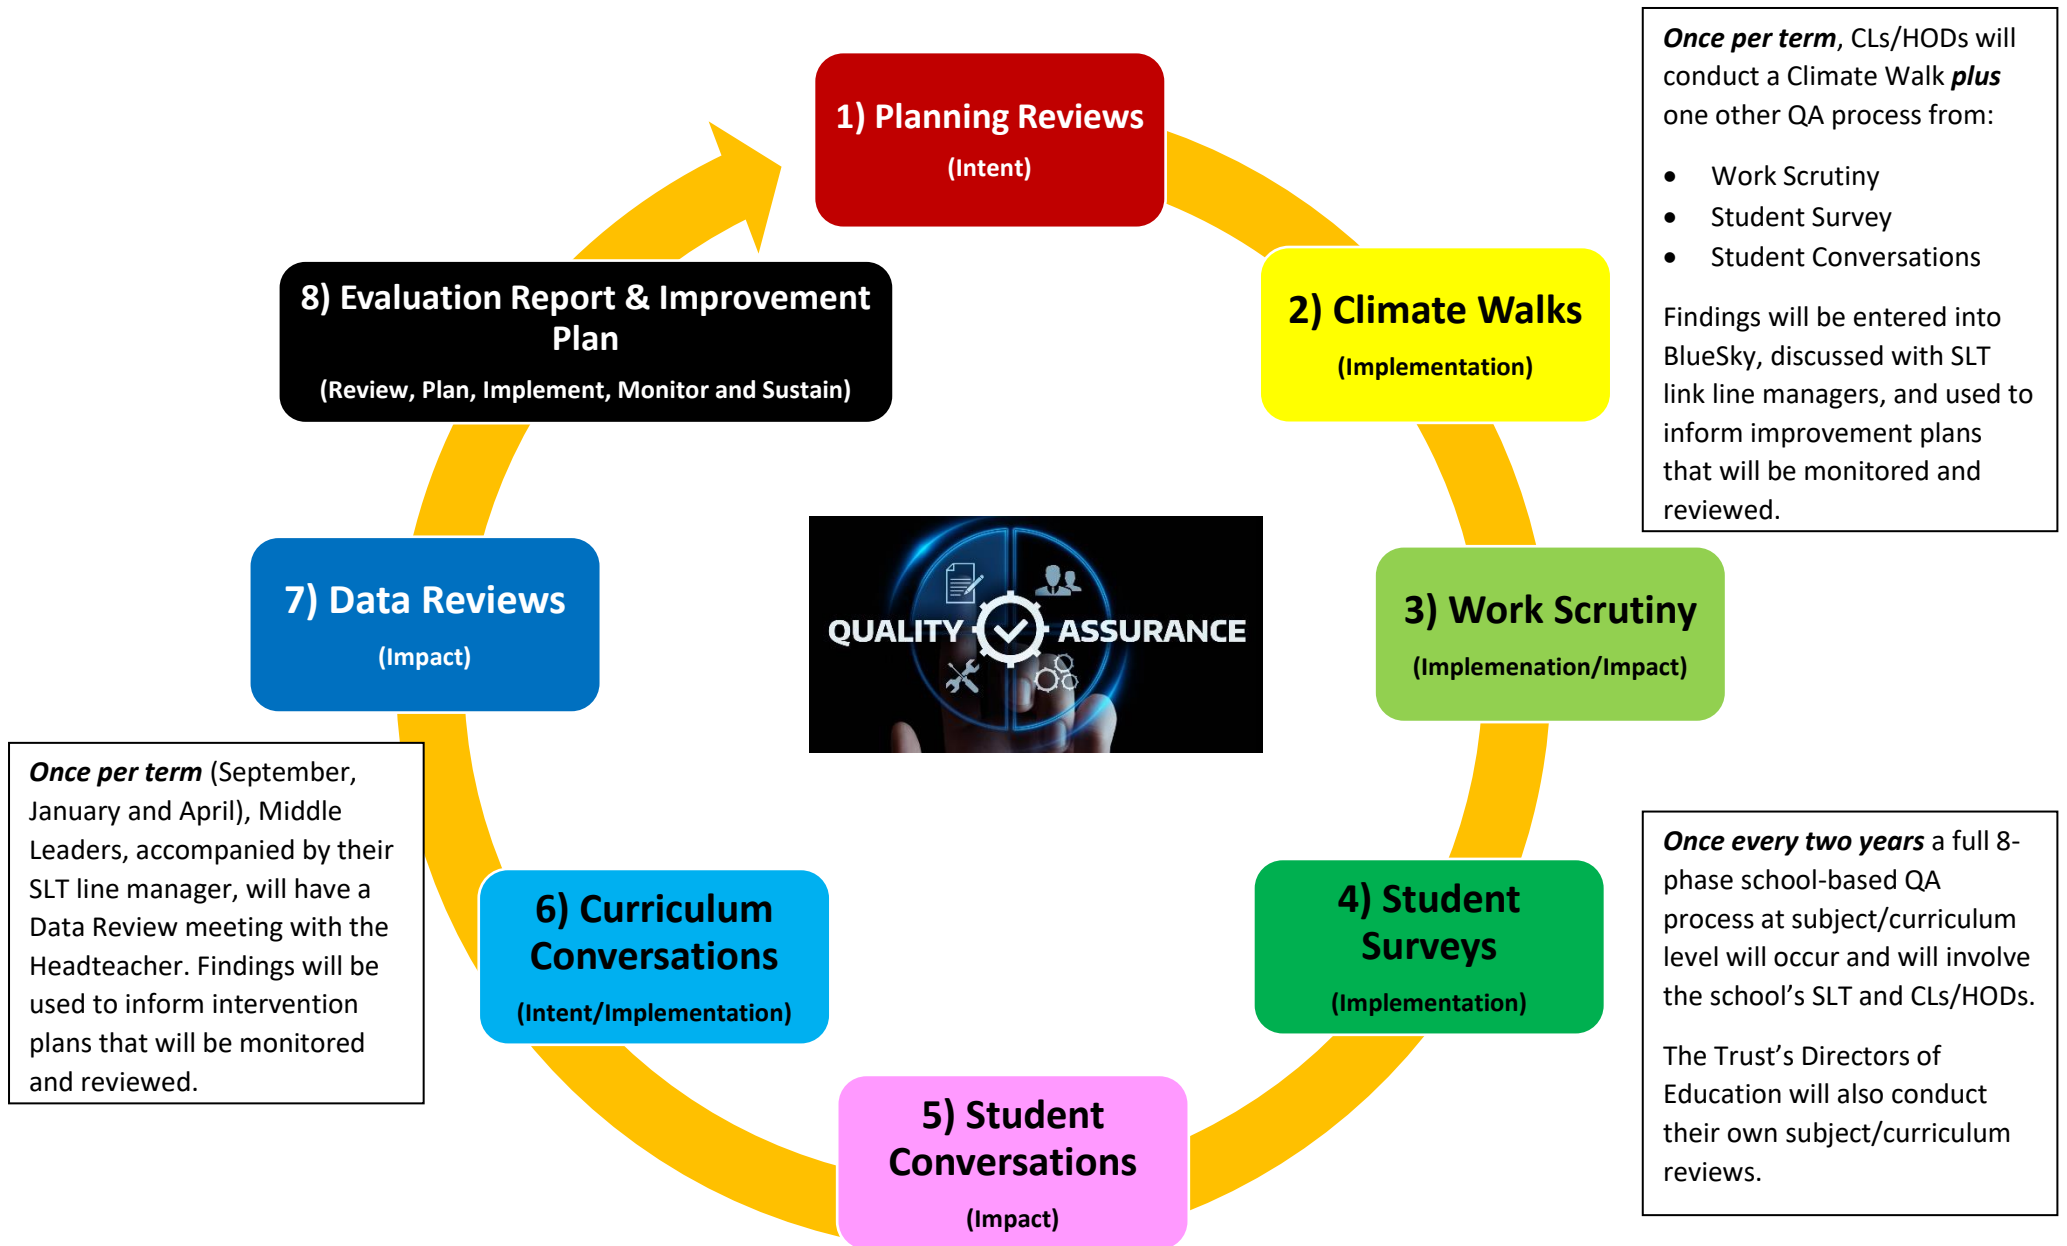 1) Planning Reviews
(Intent)
Once per term, CLs/HODs will
conduct a Climate Walk plus
one other QA process from:
• Work Scrutiny
• Student Survey
• Student Conversations
Findings will be entered into
BlueSky, discussed with SLT
link line managers, and used to
inform improvement plans
that will be monitored and
reviewed.
2) Climate Walks
(Implementation)
3) Work Scrutiny
(Implemenation/Impact)
4) Student
Surveys
(Implementation)
Once every two years a full 8-
phase school-based QA
process at subject/curriculum
level will occur and will involve
the school’s SLT and CLs/HODs.
The Trust’s Directors of
Education will also conduct
their own subject/curriculum
reviews.
5) Student
Conversations
(Impact)
6) Curriculum
Conversations
(Intent/Implementation)
7) Data Reviews
(Impact)
Once per term (September,
January and April), Middle
Leaders, accompanied by their
SLT line manager, will have a
Data Review meeting with the
Headteacher. Findings will be
used to inform intervention
plans that will be monitored
and reviewed.
8) Evaluation Report & Improvement
Plan
(Review, Plan, Implement, Monitor and Sustain)
QUALITY ASSURANCE